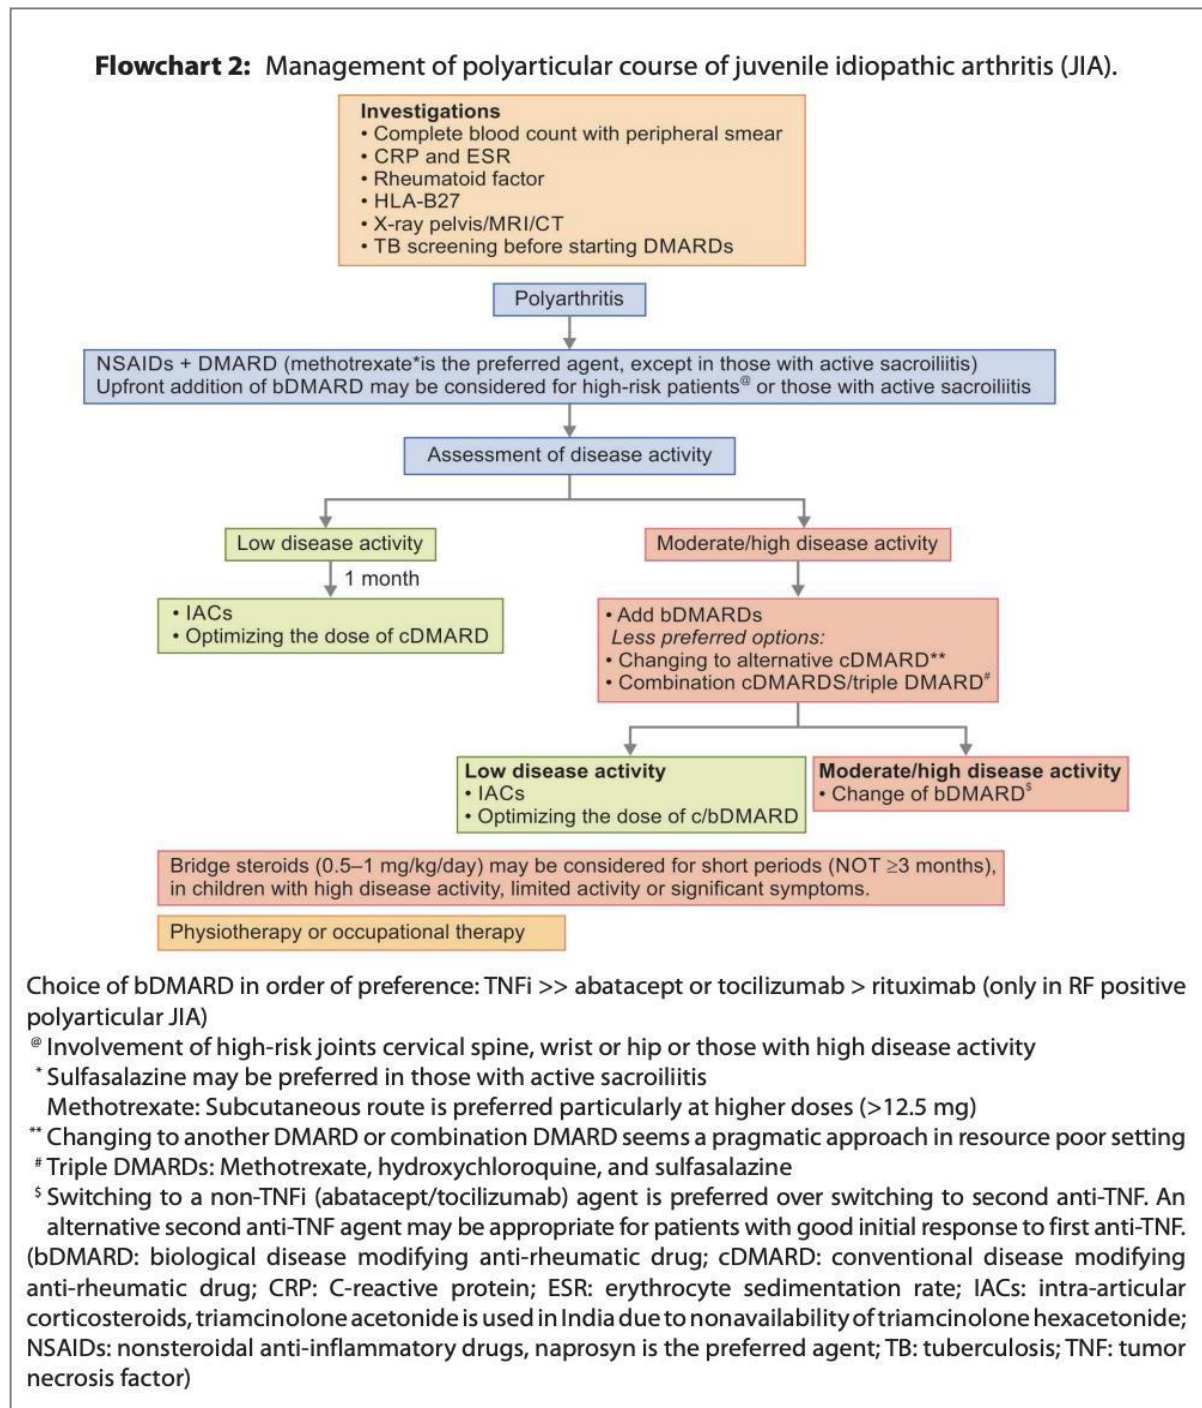 Flowchart 2: Management of polyarticular course of juvenile idiopathic arthritis (JIA).
Investigations
• Complete blood count with peripheral smear
• CRP and ESR
• Rheumatoid factor
• HLA-B27
• X-ray pelvis/MRI/CT
• TB screening before starting DMARDs
Polyarthritis
NSAIDs + DMARD (methotrexate*is the preferred agent, except in those with active sacroiliitis)
Upfront addition of bDMARD may be considered for high-risk patients@ or those with active sacroiliitis
Assessment of disease activity
Low disease activity
1 month
• IACs
• Optimizing the dose of cDMARD
Moderate/high disease activity
• Add bDMARDs
Less preferred options:
• Changing to alternative cDMARD**
• Combination cDMARDS/triple DMARD#
Low disease activity
• IACs
• Optimizing the dose of c/bDMARD
Moderate/high disease activity
• Change of bDMARD$
Bridge steroids (0.5–1 mg/kg/day) may be considered for short periods (NOT ≥3 months),
in children with high disease activity, limited activity or significant symptoms.
Physiotherapy or occupational therapy
Choice of bDMARD in order of preference: TNFi >> abatacept or tocilizumab > rituximab (only in RF positive
polyarticular JIA)
@ Involvement of high-risk joints cervical spine, wrist or hip or those with high disease activity
* Sulfasalazine may be preferred in those with active sacroiliitis
Methotrexate: Subcutaneous route is preferred particularly at higher doses (>12.5 mg)
** Changing to another DMARD or combination DMARD seems a pragmatic approach in resource poor setting
# Triple DMARDs: Methotrexate, hydroxychloroquine, and sulfasalazine
$ Switching to a non-TNFi (abatacept/tocilizumab) agent is preferred over switching to second anti-TNF. An
alternative second anti-TNF agent may be appropriate for patients with good initial response to first anti-TNF.
(bDMARD: biological disease modifying anti-rheumatic drug; cDMARD: conventional disease modifying
anti-rheumatic drug; CRP: C-reactive protein; ESR: erythrocyte sedimentation rate; IACs: intra-articular
corticosteroids, triamcinolone acetonide is used in India due to nonavailability of triamcinolone hexacetonide;
NSAIDs: nonsteroidal anti-inflammatory drugs, naprosyn is the preferred agent; TB: tuberculosis; TNF: tumor
necrosis factor)